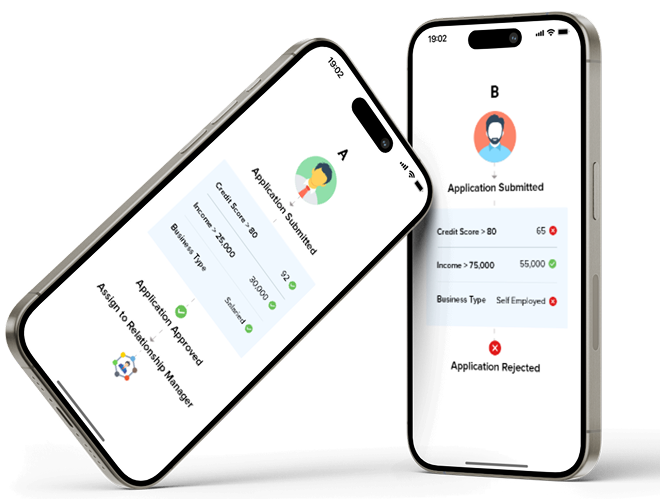 19:02
A
Application Submitted
Credit Score > 80 92
Income > 25,000 30,000
Business Type Salaried
Application Approved
Assign to Relationship Manager
19:02
B
Application Submitted
Credit Score > 80 65
Income > 75,000 55,000
Business Type Self Employed
Application Rejected